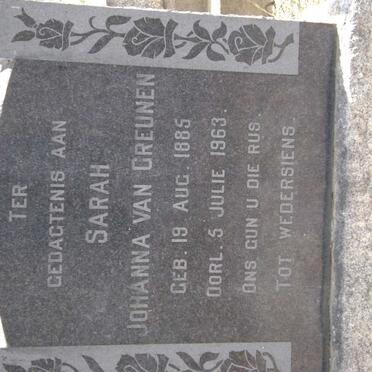 TER
GEDAGTENIS AAN
SARAH
JOHANNA VAN GREUNEN
GEB. 19 AUG. 1885
OORL. 5 JULIE 1963.
ONS GUN U DIE RUS.
TOT WEDERSIENS.